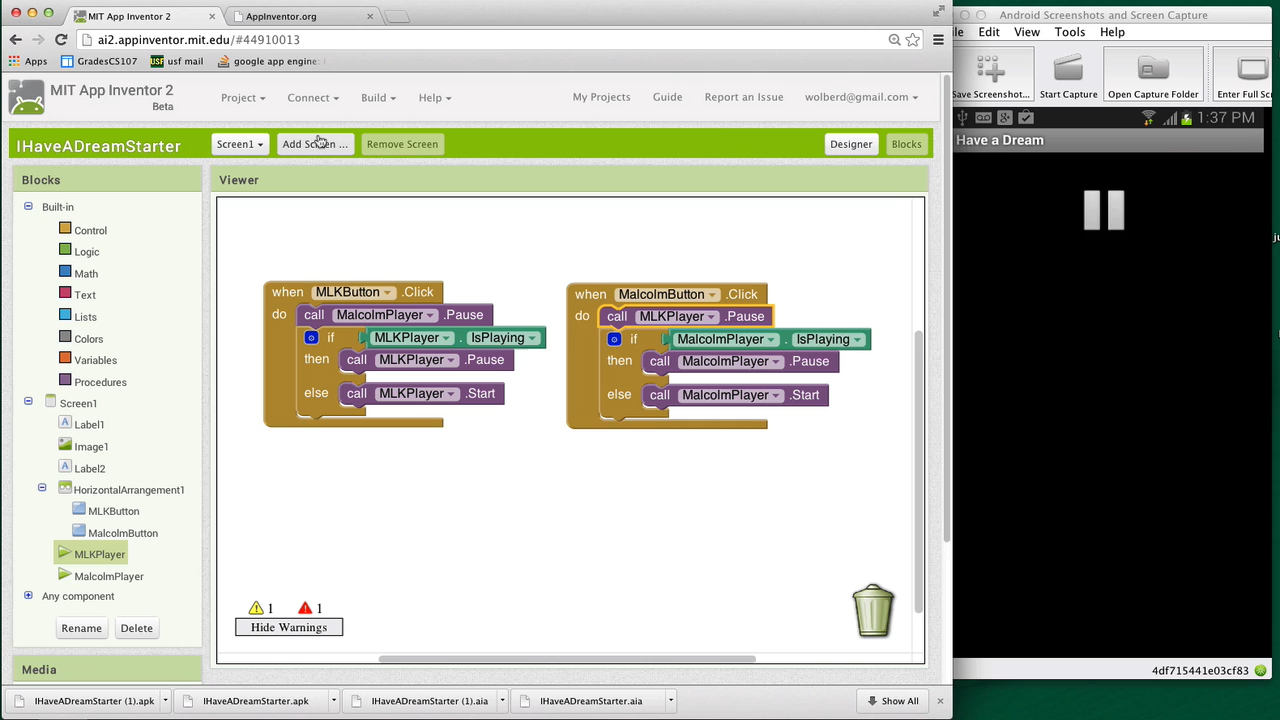 MIT App Inventor 2
AppInventor.org
ai2.appinventor.mit.edu/#44910013
Apps
GradesCS107
USF
usf mail
google app engine
MIT App Inventor 2
Beta
Project
Connect
Build
Help
My Projects
Guide
Report an Issue
wolberd@gmail.com
IHaveADreamStarter
Screen1
Add Screen ...
Remove Screen
Designer
Blocks
Blocks
Built-in
Control
Logic
Math
Text
Lists
Colors
Variables
Procedures
Screen1
Label1
Image1
Label2
HorizontalArrangement1
MLKButton
MalcolmButton
MLKPlayer
MalcolmPlayer
Any component
Rename
Delete
Media
Viewer
when MLKButton .Click
do call MalcolmPlayer .Pause
if MLKPlayer . IsPlaying
then call MLKPlayer .Pause
else call MLKPlayer .Start
when MalcolmButton .Click
do call MLKPlayer .Pause
if MalcolmPlayer . IsPlaying
then call MalcolmPlayer .Pause
else call MalcolmPlayer .Start
1 1
Hide Warnings
IHaveADreamStarter (1).apk
IHaveADreamStarter.apk
IHaveADreamStarter (1).aia
IHaveADreamStarter.aia
Show All
Android Screenshots and Screen Capture
le Edit View Tools Help
Save Screenshot...
Start Capture
Open Capture Folder
Enter Full Scr
1:37 PM
Have a Dream
4df715441e03cf83